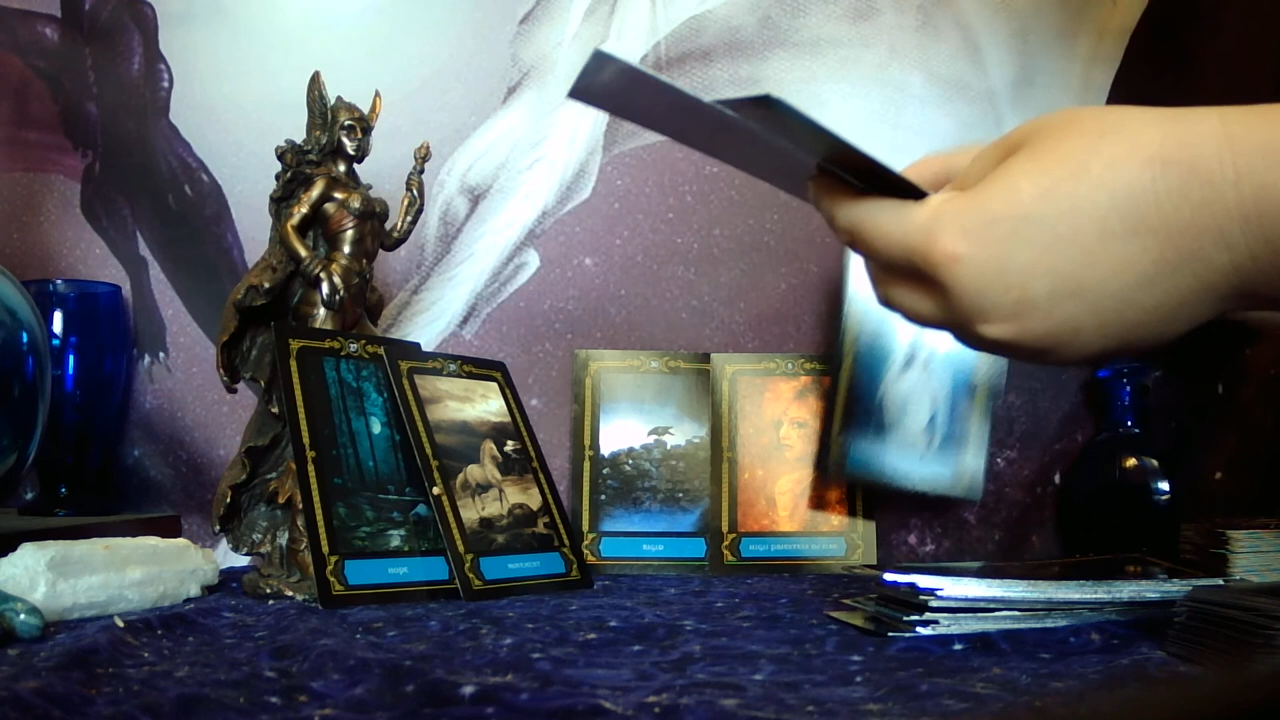 HOPE
MOVEMENT
RIGID
HIGH PRIESTESS OF FIRE